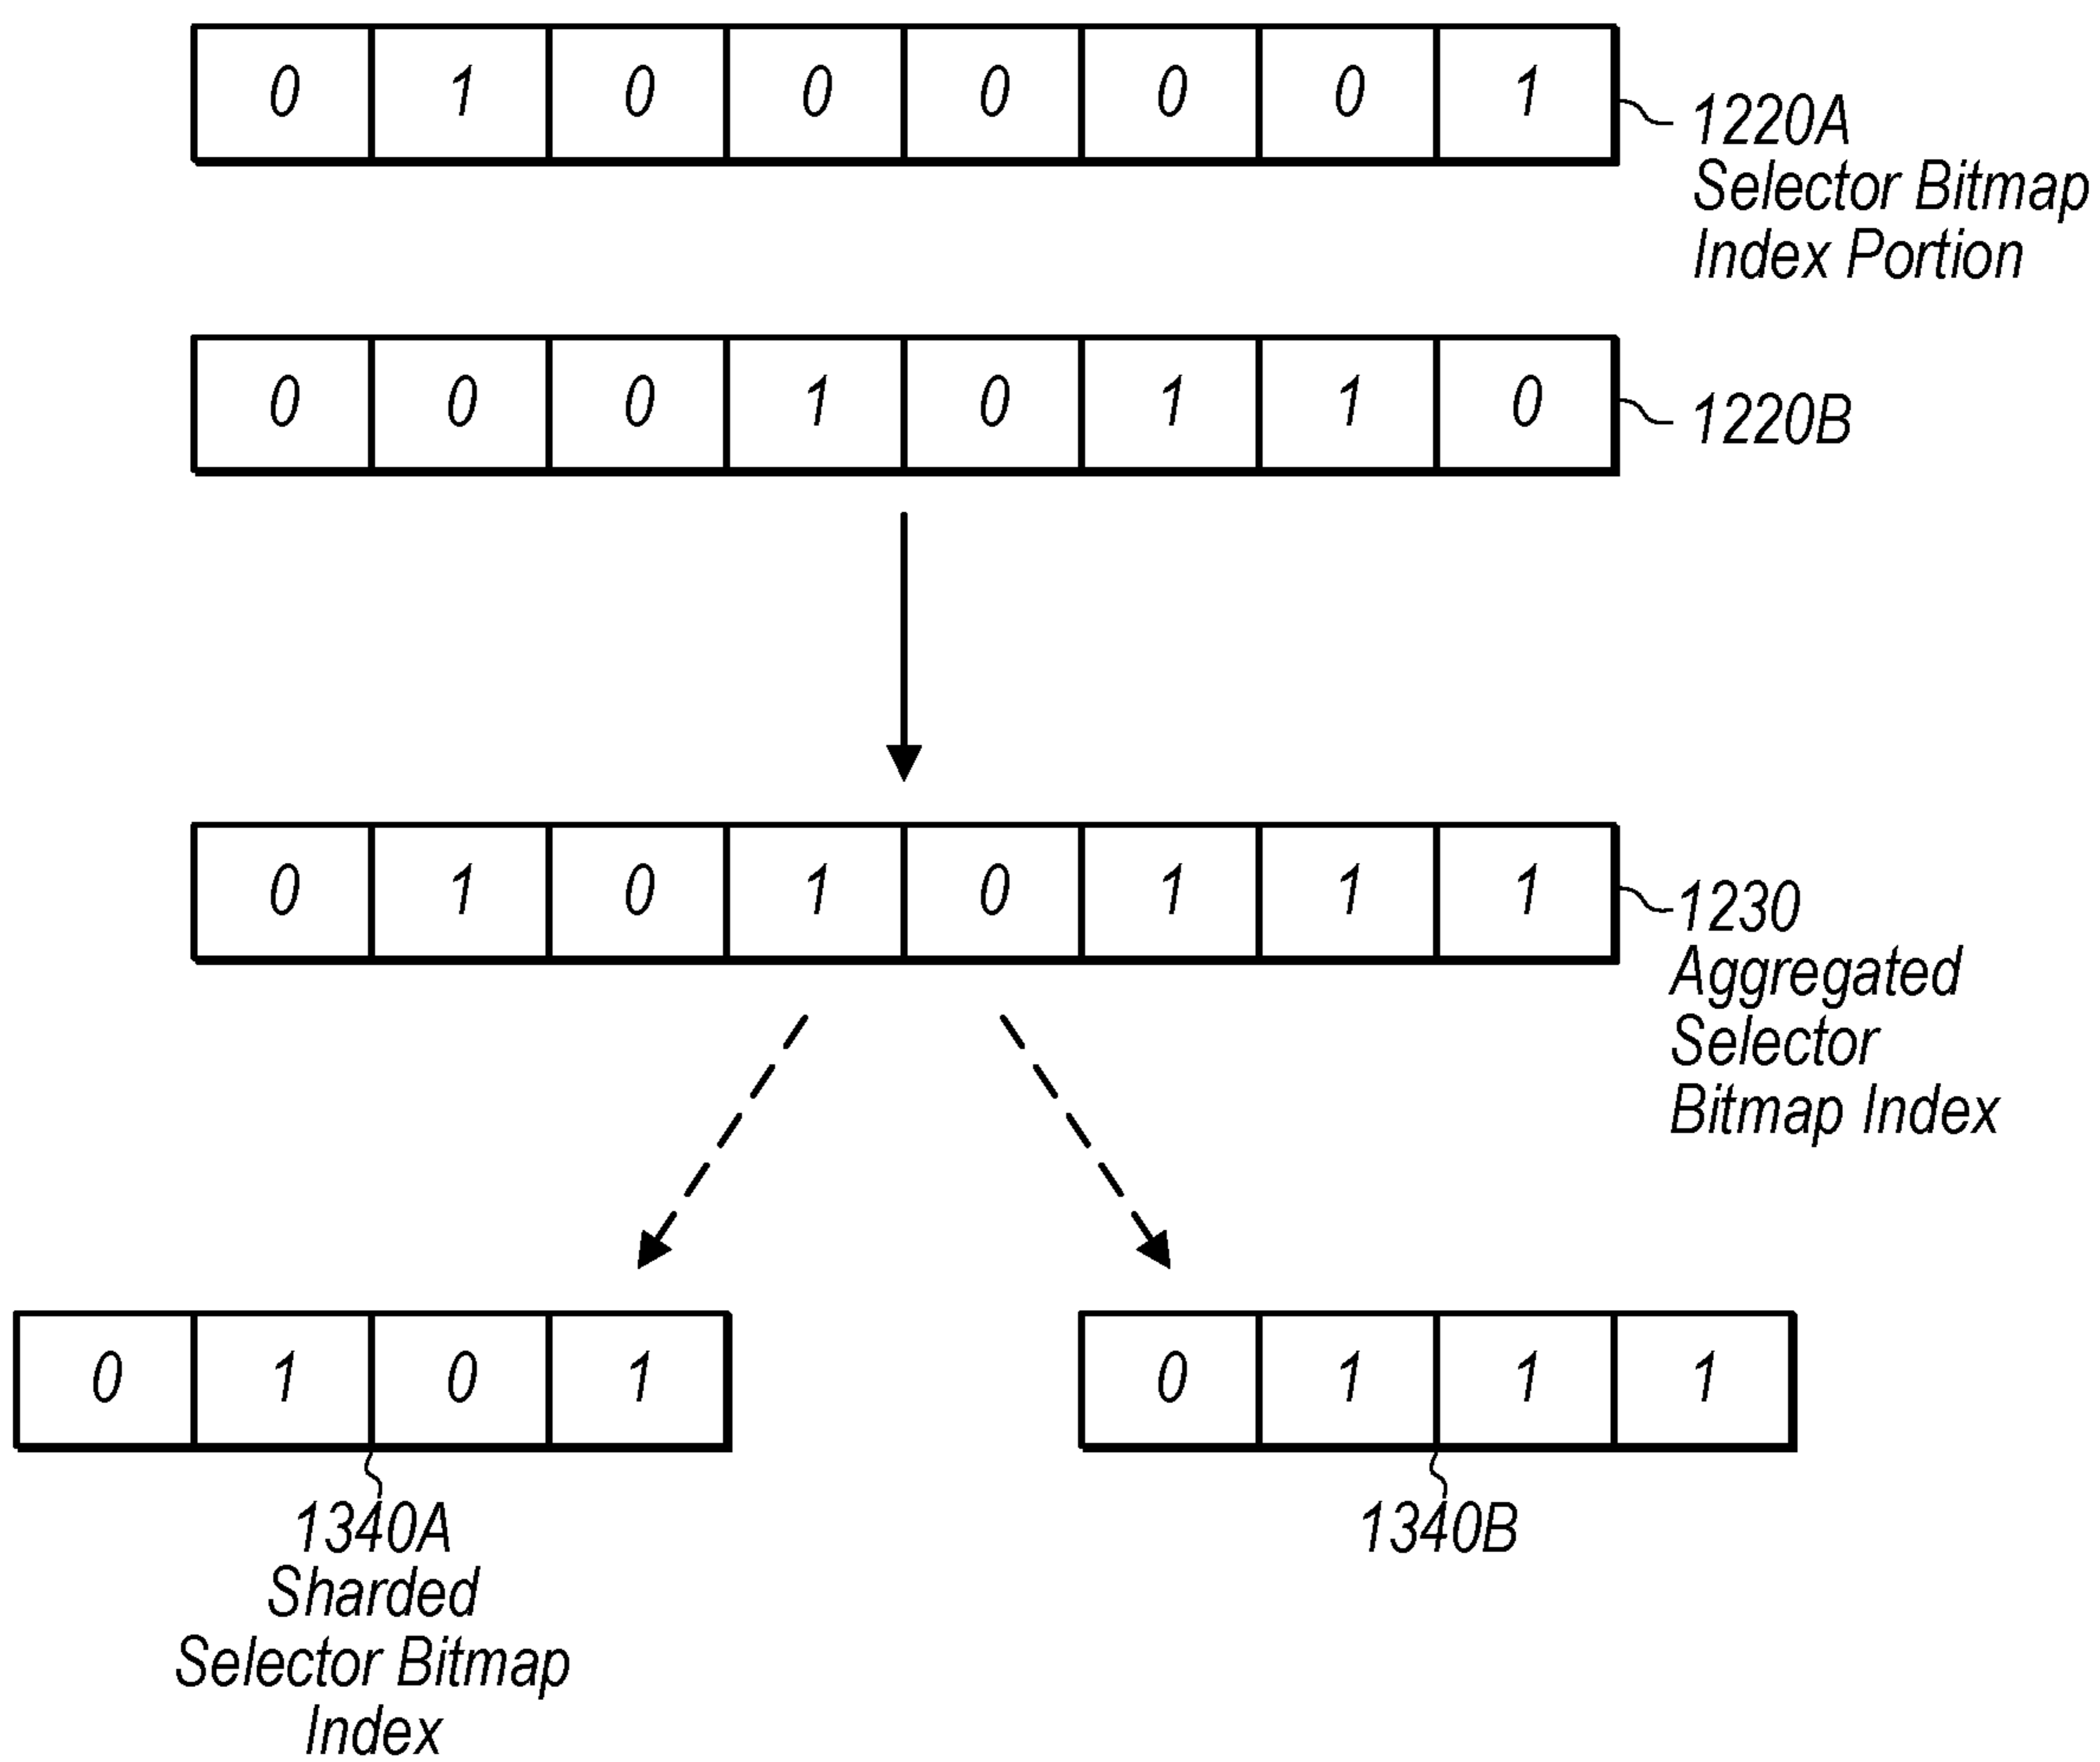 0 1 0 0 0 0 0 1
1220A
Selector Bitmap
Index Portion
0 0 0 1 0 1 1 0
1220B
0 1 0 1 0 1 1 1
1230
Aggregated
Selector
Bitmap Index
0 1 0 1
0 1 1 1
1340A
Sharded
Selector Bitmap
Index
1340B